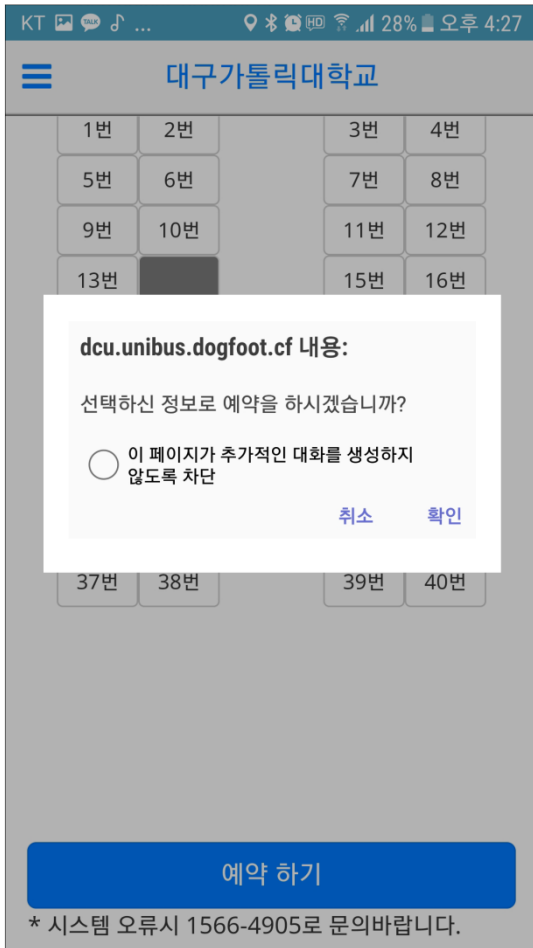 KT TALK ... HD 28% 오후 4:27
대구가톨릭대학교
1번 2번 3번 4번
5번 6번 7번 8번
9번 10번 11번 12번
13번 15번 16번
dcu.unibus.dogfoot.cf 내용:
선택하신 정보로 예약을 하시겠습니까?
이 페이지가 추가적인 대화를 생성하지
않도록 차단
취소 확인
37번 38번 39번 40번
예약 하기
* 시스템 오류시 1566-4905로 문의바랍니다.